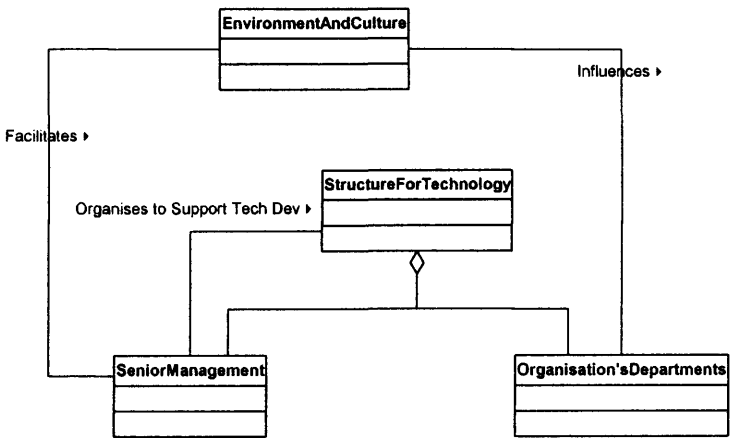 EnvironmentAndCulture
Influences ▸
Facilitates ▸
StructureForTechnology
Organises to Support Tech Dev ▸
SeniorManagement
Organisation'sDepartments